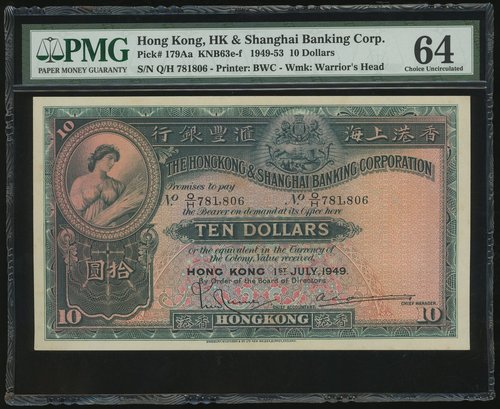 PMG
PAPER MONEY GUARANTY
Hong Kong, HK & Shanghai Banking Corp.
Pick# 179Aa KNB63e-f 1949-53 10 Dollars
S/N Q/H 781806 - Printer: BWC - Wmk: Warrior's Head
64
Choice Uncirculated
10
行銀豐滙 海上港香
THE HONGKONG & SHANGHAI BANKING CORPORATION
Promises to pay
No Q/H 781,806 No Q/H 781,806
the Bearer on demand at its Office here
TEN DOLLARS
or the equivalent in the Currency of
the Colony, Value received.
圓拾
HONG KONG 1ST JULY, 1949.
By Order of the Board of Directors
CHIEF MANAGER.
10 HONGKONG 10